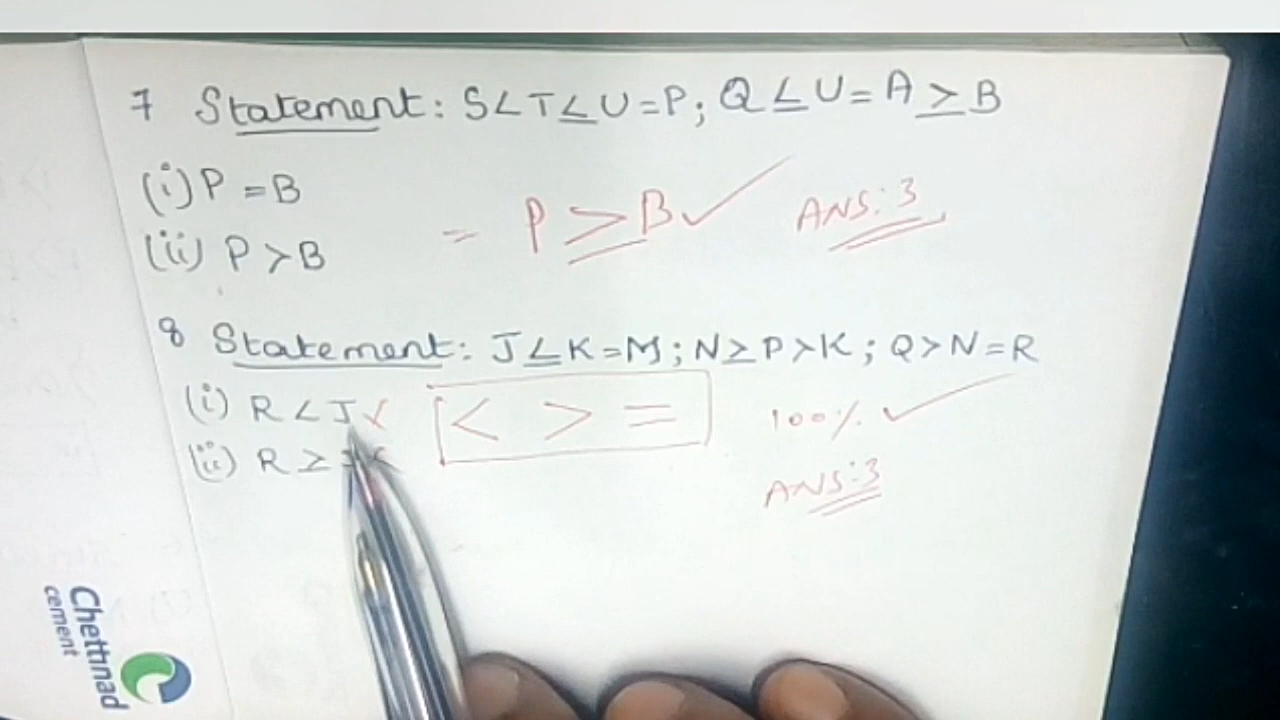 7 Statement: S<T≤U=P; Q≤U=A≥B
(i) P=B
(ii) P>B
= P≥B✓ ANS: 3
8 Statement: J≤K=M; N≥P>K; Q>N=R
(i) R<J✓
< > =
100% ✓
(ii) R≥
ANS: 3
Chettinad
cement